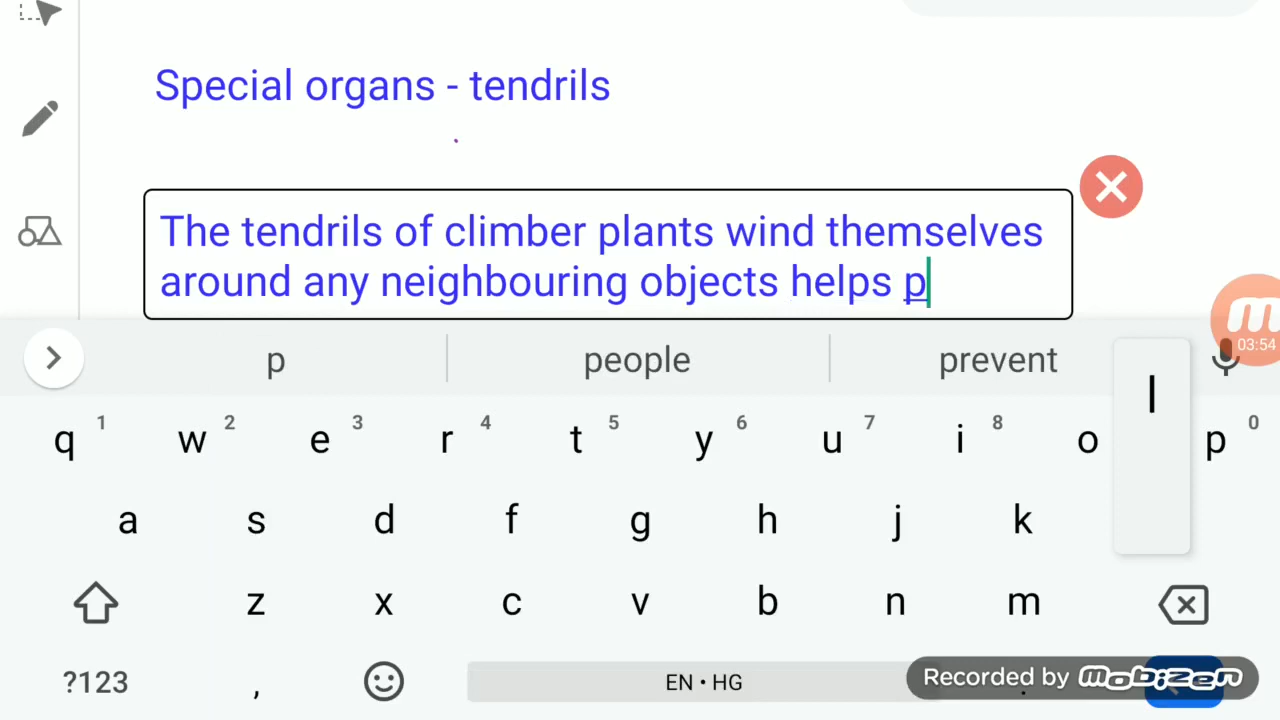 Special organs - tendrils
The tendrils of climber plants wind themselves
around any neighbouring objects helps p
03:54
p people prevent
l
q 1 w 2 e 3 r 4 t 5 y 6 u 7 i 8 o p 0
a s d f g h j k
z x c v b n m
?123 , EN • HG .
Recorded by mobizen